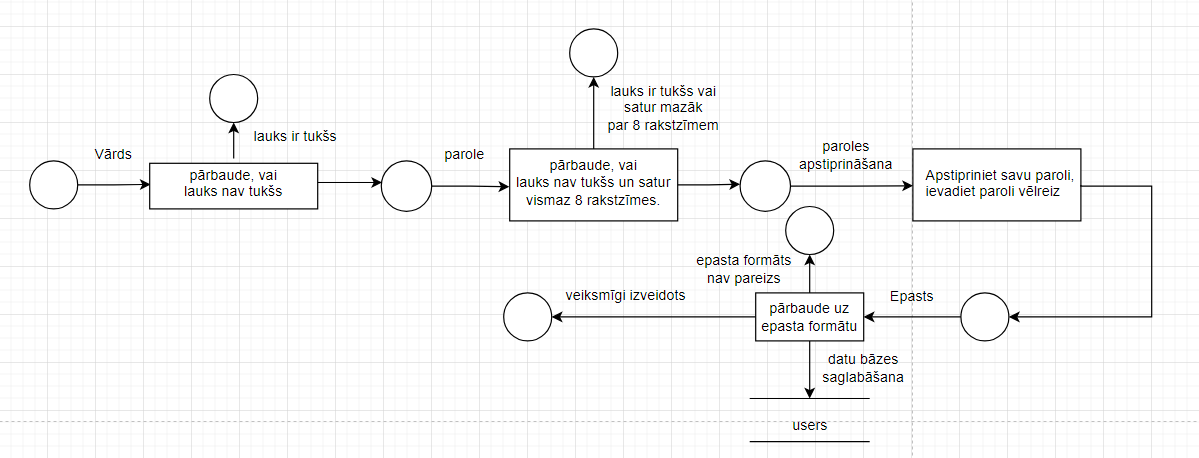 Vārds
lauks ir tukšs
pārbaude, vai
lauks nav tukšs
parole
lauks ir tukšs vai
satur mazāk
par 8 rakstzīmem
pārbaude, vai
lauks nav tukšs un satur
vismaz 8 rakstzīmes.
paroles
apstiprināšana
Apstipriniet savu paroli,
ievadiet paroli vēlreiz
epasta formāts
nav pareizs
veiksmīgi izveidots
pārbaude uz
epasta formātu
Epasts
datu bāzes
saglabāšana
users